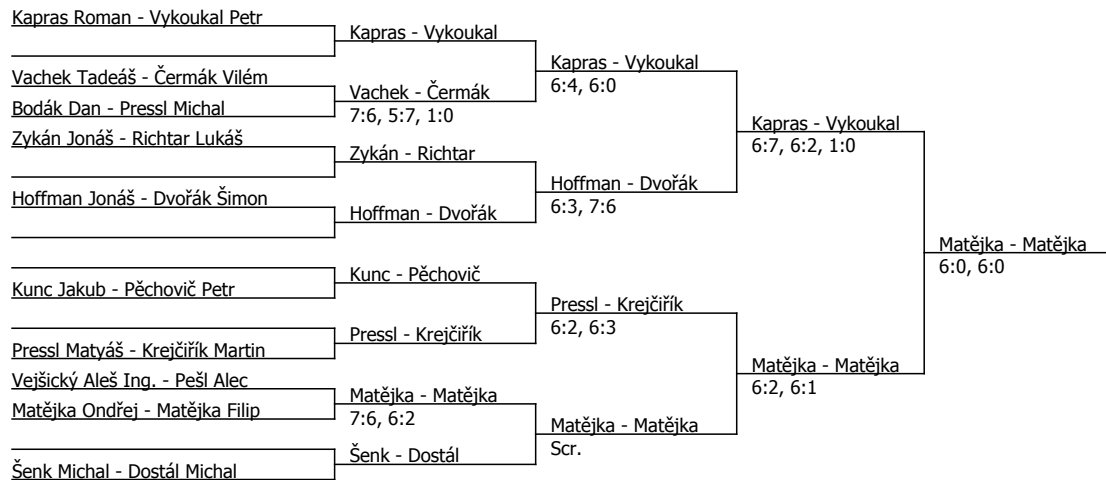 Kapras Roman - Vykoukal Petr
Vachek Tadeáš - Čermák Vilém
Bodák Dan - Pressl Michal
Zykán Jonáš - Richtar Lukáš
Hoffman Jonáš - Dvořák Šimon
Kunc Jakub - Pěchovič Petr
Pressl Matyáš - Krejčiřík Martin
Vejšický Aleš Ing. - Pešl Alec
Matějka Ondřej - Matějka Filip
Šenk Michal - Dostál Michal
Kapras - Vykoukal
Vachek - Čermák
7:6, 5:7, 1:0
Zykán - Richtar
Hoffman - Dvořák
Kunc - Pěchovič
Pressl - Krejčiřík
Matějka - Matějka
7:6, 6:2
Šenk - Dostál
Kapras - Vykoukal
6:4, 6:0
Hoffman - Dvořák
6:3, 7:6
Pressl - Krejčiřík
6:2, 6:3
Matějka - Matějka
Scr.
Kapras - Vykoukal
6:7, 6:2, 1:0
Matějka - Matějka
6:2, 6:1
Matějka - Matějka
6:0, 6:0